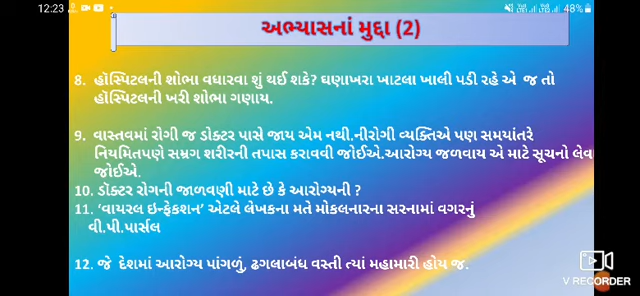 12:23
48%
અભ્યાસનાં મુદ્દા (2)
8. હૉસ્પિટલની શોભા વધારવા શું થઈ શકે? ઘણાખરા ખાટલા ખાલી પડી રહે એ જ તો
હૉસ્પિટલની ખરી શોભા ગણાય.
9. વાસ્તવમાં રોગી જ ડોક્ટર પાસે જાય એમ નથી.નીરોગી વ્યક્તિએ પણ સમયાંતરે
નિયમિતપણે સમ્રગ શરીરની તપાસ કરાવવી જોઈએ.આરોગ્ય જળવાય એ માટે સૂચનો લેવ
જોઈએ.
10. ડૉક્ટર રોગની જાળવણી માટે છે કે આરોગ્યની ?
11. ‘વાયરલ ઇન્ફેકશન’ એટલે લેખકના મતે મોકલનારના સરનામાં વગરનું
વી.પી.પાર્સલ
12. જે દેશમાં આરોગ્ય પાંગળું, ઢગલાબંધ વસ્તી ત્યાં મહામારી હોય જ.
V RECORDER